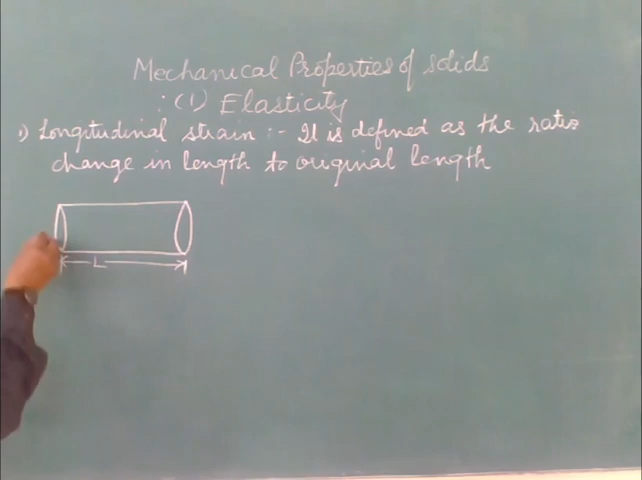 Mechanical Properties of solids
:(1) Elasticity
1) Longitudinal strain :- It is defined as the ratio
change in length to original length
L